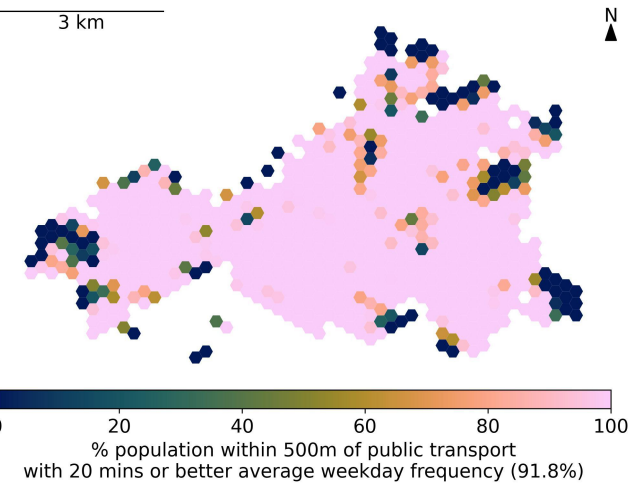 3 km
N
0 20 40 60 80 100
% population within 500m of public transport
with 20 mins or better average weekday frequency (91.8%)